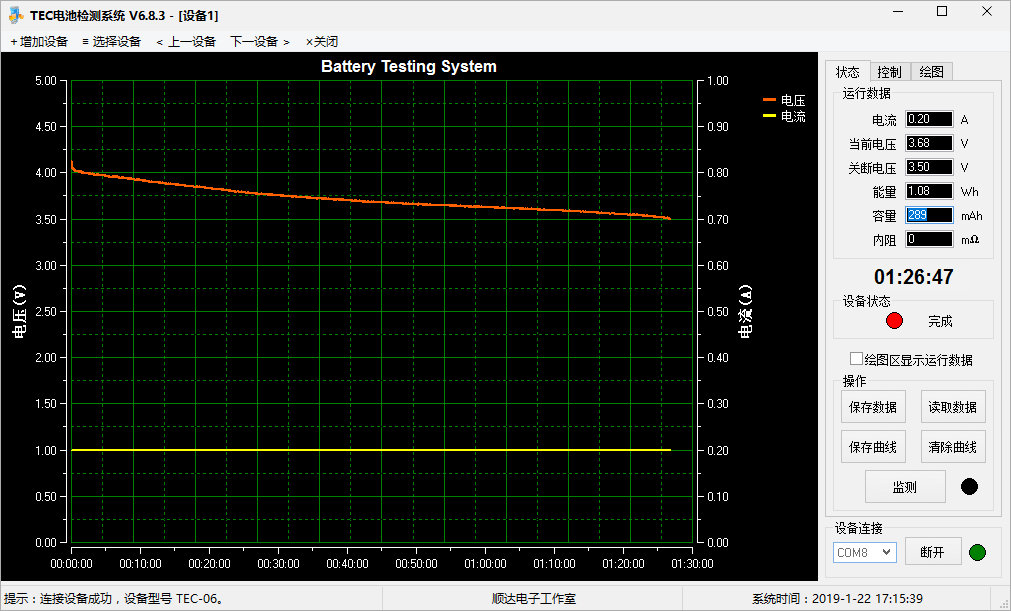 TEC电池检测系统 V6.8.3 - [设备1]
+增加设备 ≡ 选择设备 < 上一设备 下一设备 > ×关闭
Battery Testing System
5.00
4.50
4.00
3.50
3.00
2.50
2.00
1.50
1.00
0.50
0.00
电压(V)
00:00:00 00:10:00 00:20:00 00:30:00 00:40:00 00:50:00 01:00:00 01:10:00 01:20:00 01:30:00
1.00
0.90
0.80
0.70
0.60
0.50
0.40
0.30
0.20
0.10
0.00
电流(A)
电压
电流
状态 控制 绘图
运行数据
电流 0.20 A
当前电压 3.68 V
关断电压 3.50 V
能量 1.08 Wh
容量 289 mAh
内阻 0 mΩ
01:26:47
设备状态
完成
绘图区显示运行数据
操作
保存数据 读取数据
保存曲线 清除曲线
监测
设备连接
COM8 断开
提示：连接设备成功，设备型号 TEC-06。 顺达电子工作室 系统时间：2019-1-22 17:15:39